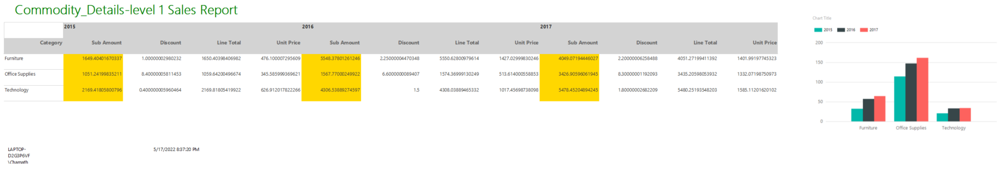 Commodity_Details-level 1 Sales Report
2015 2016 2017
Category Sub Amount Discount Line Total Unit Price Sub Amount Discount Line Total Unit Price Sub Amount Discount Line Total Unit Price
Furniture 1649.40401670337 1.00000002980232 1650.40398406982 476.100007295609 5548.37801261246 2.25000004470348 5550.62800979614 1427.02999830246 4049.07194446027 2.20000006258488 4051.27199411392 1401.99197745323
Office Supplies 1051.24199835211 8.40000005811453 1059.64200496674 345.585999369621 1567.77000249922 6.6000000089407 1574.36999130249 513.614000558853 3426.90596061945 8.30000001192093 3435.20598053932 1332.07198750973
Technology 2169.41805800796 0.400000005960464 2169.81805419922 626.912017822266 4306.53889274597 1.5 4308.03889465332 1017.45698738098 5478.45204894245 1.80000002682209 5480.25193548203 1585.11201620102
LAPTOP-
D2G3P6VF
\Chamath
5/17/2022 8:37:20 PM
Chart Title
2015 2016 2017
200
150
100
50
0
Furniture Office Supplies Technology